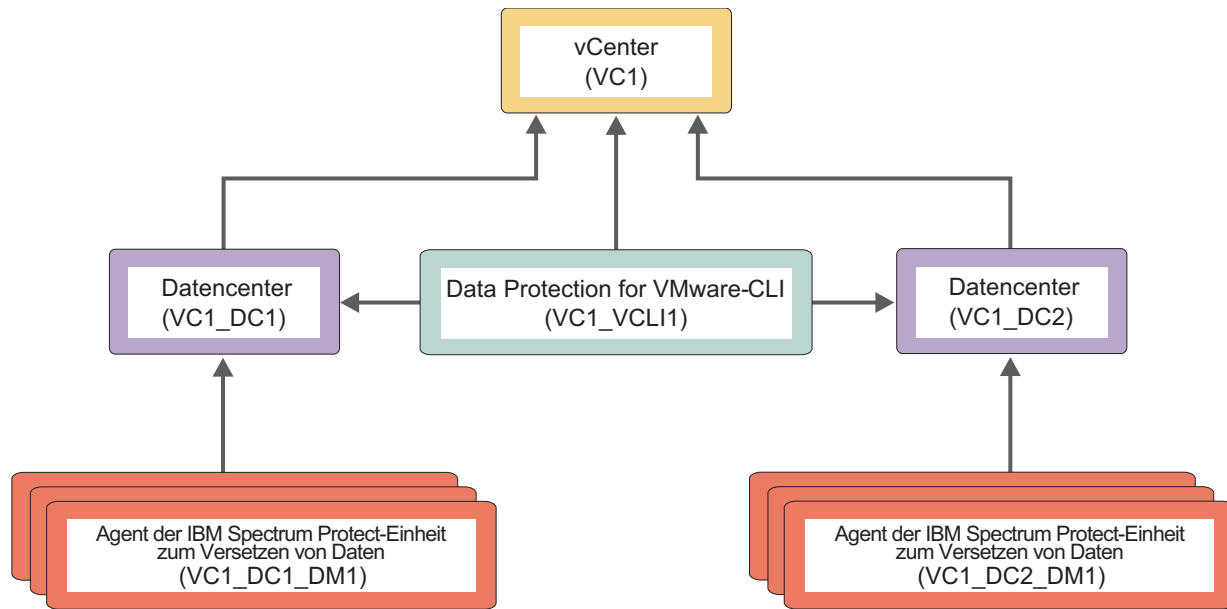 vCenter
(VC1)
Datencenter
(VC1_DC1)
Data Protection for VMware-CLI
(VC1_VCLI1)
Datencenter
(VC1_DC2)
Agent der IBM Spectrum Protect-Einheit
zum Versetzen von Daten
(VC1_DC1_DM1)
Agent der IBM Spectrum Protect-Einheit
zum Versetzen von Daten
(VC1_DC2_DM1)